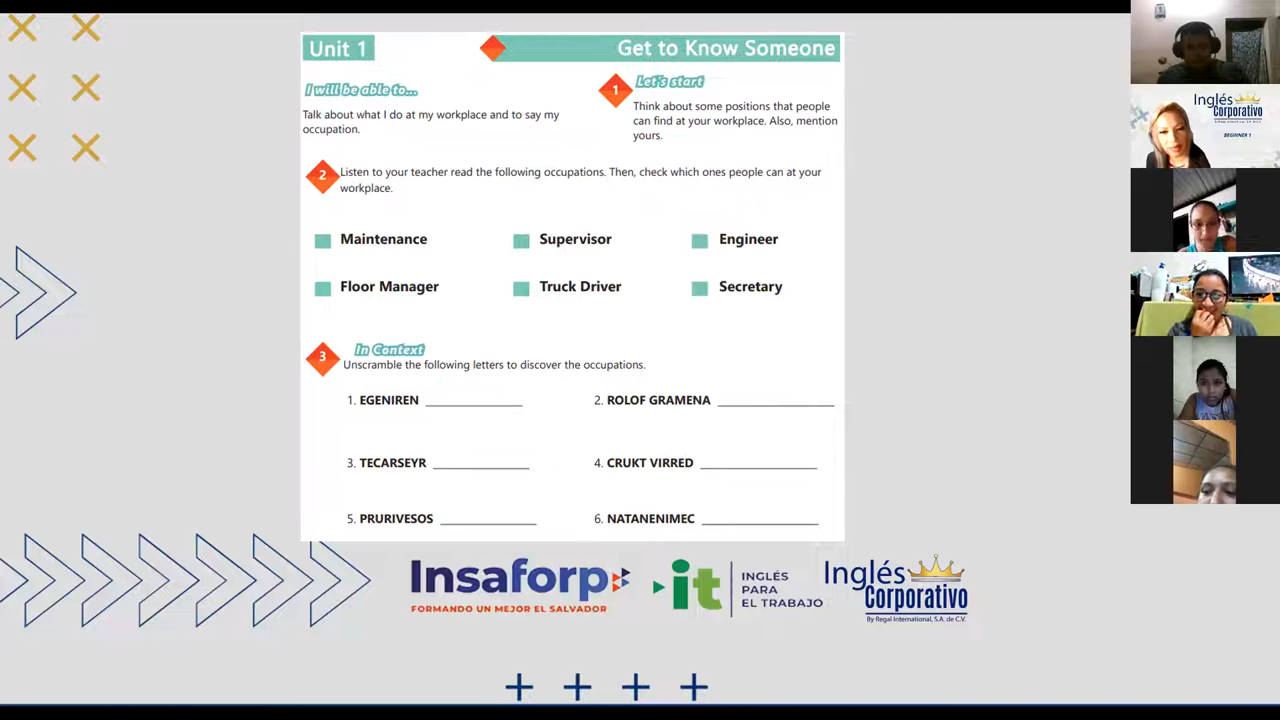 Unit 1
Get to Know Someone
I will be able to...
Talk about what I do at my workplace and to say my
occupation.
1
Let's start
Think about some positions that people
can find at your workplace. Also, mention
yours.
2
Listen to your teacher read the following occupations. Then, check which ones people can at your
workplace.
Maintenance
Supervisor
Engineer
Floor Manager
Truck Driver
Secretary
3
In Context
Unscramble the following letters to discover the occupations.
1. EGENIREN
2. ROLOF GRAMENA
3. TECARSEYR
4. CRUKT VIRRED
5. PRURIVESOS
6. NATANENIMEC
Insaforp
FORMANDO UN MEJOR EL SALVADOR
it
INGLÉS
PARA
EL TRABAJO
Inglés
Corporativo
By Regal International, S.A. de C.V.
Inglés
Corporativo
BEGINNER 1